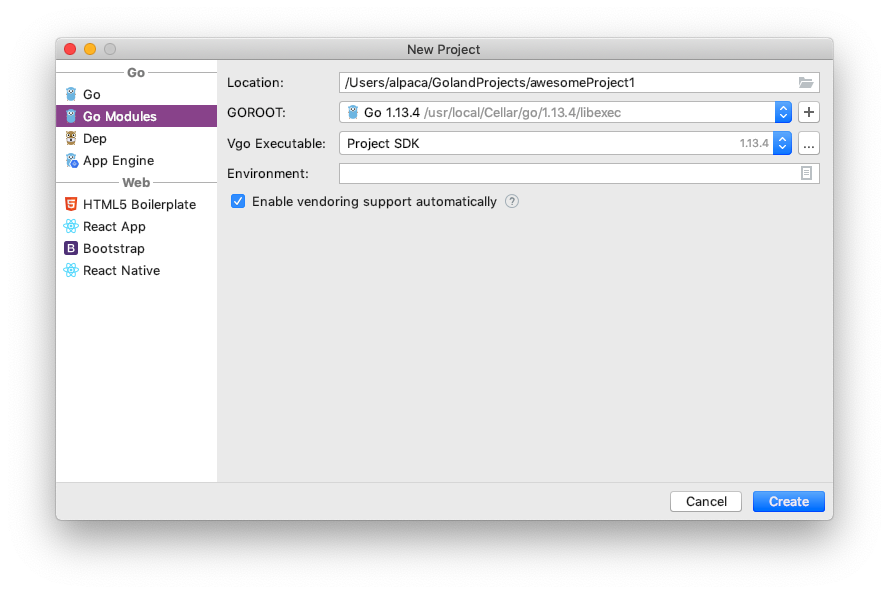 New Project
Go
Go
Go Modules
Dep
App Engine
Web
HTML5 Boilerplate
React App
B Bootstrap
React Native
Location: /Users/alpaca/GolandProjects/awesomeProject1
GOROOT: Go 1.13.4 /usr/local/Cellar/go/1.13.4/libexec +
Vgo Executable: Project SDK 1.13.4 ...
Environment:
Enable vendoring support automatically ?
Cancel Create